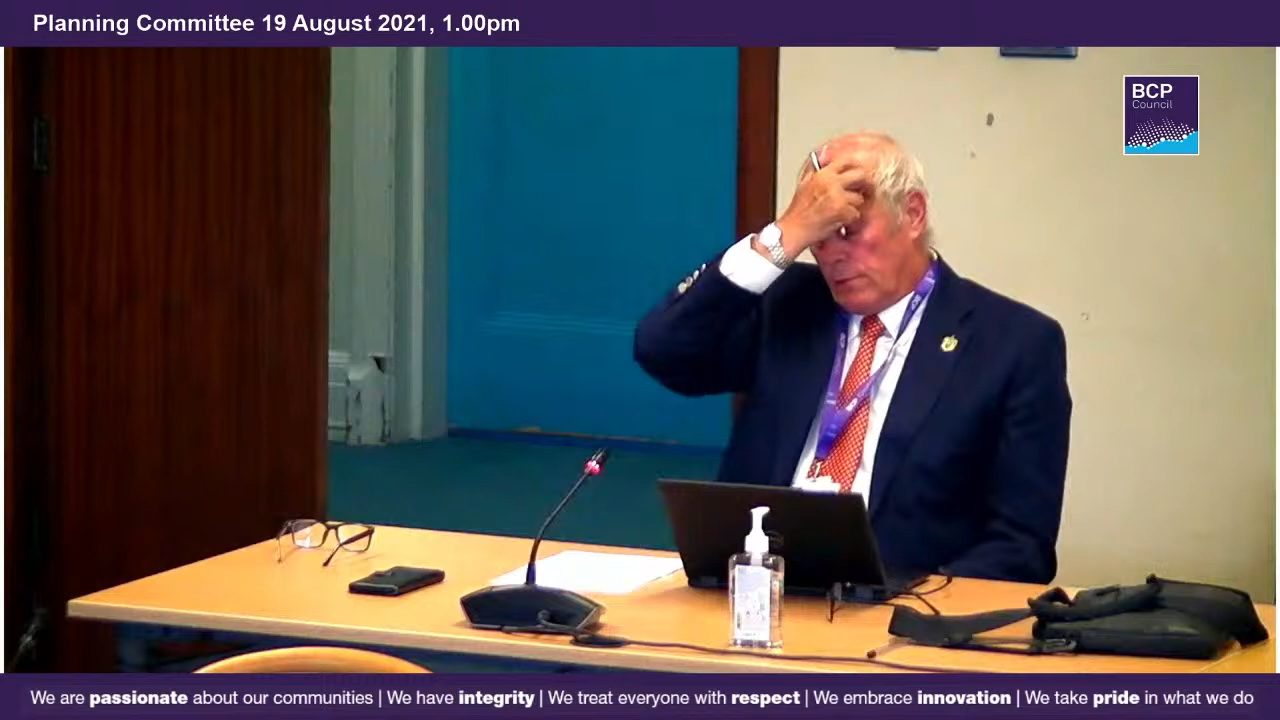 Planning Committee 19 August 2021, 1.00pm
BCP
Council
We are passionate about our communities | We have integrity | We treat everyone with respect | We embrace innovation | We take pride in what we do